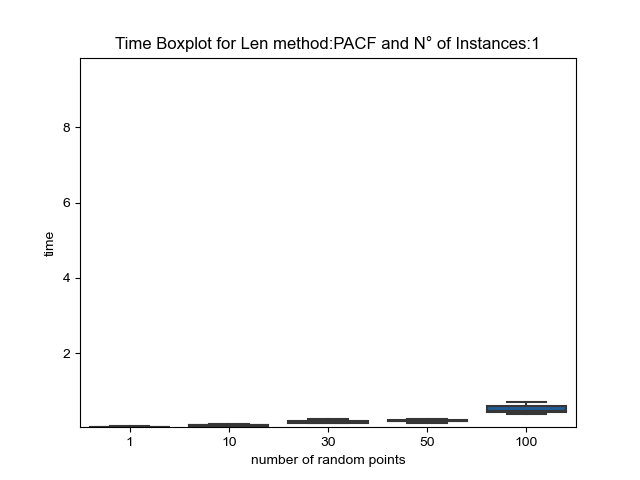 Time Boxplot for Len method:PACF and N° of Instances:1
8
6
4
2
time
1 10 30 50 100
number of random points